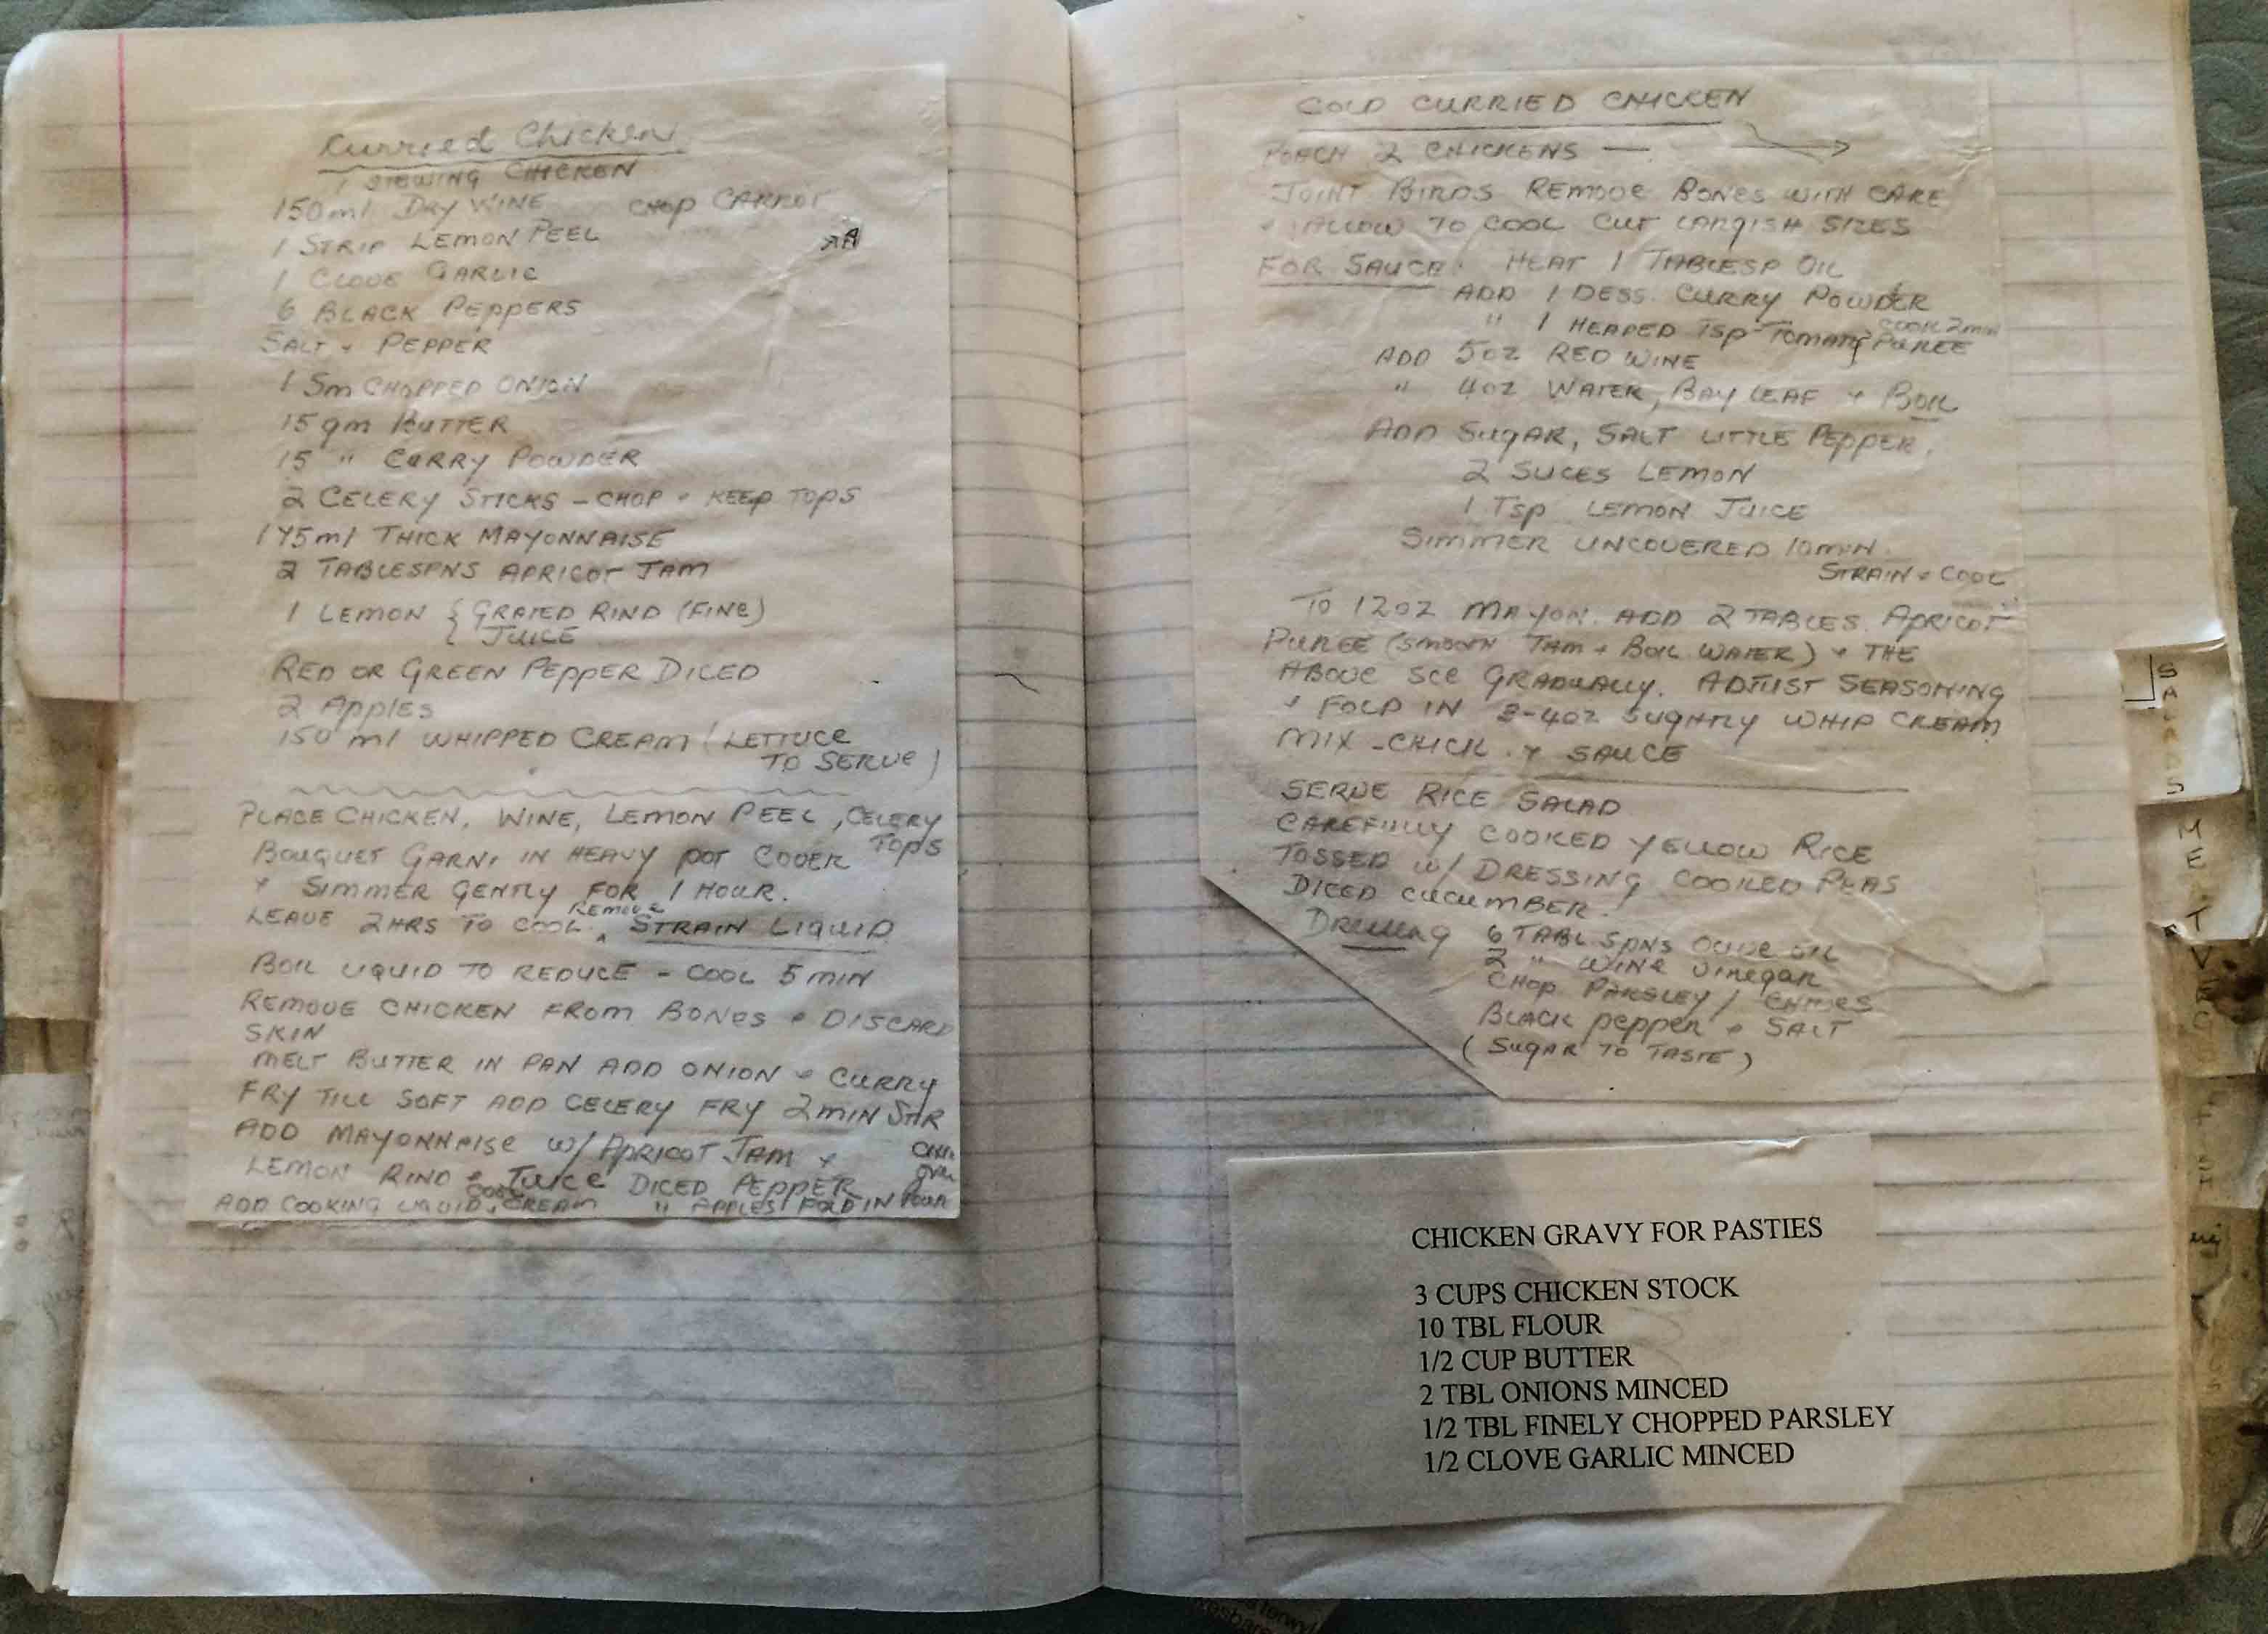 Curried Chicken
1 STEWING CHICKEN
150ml DRY WINE CHOP CARROT
1 STRIP LEMON PEEL
1 CLOVE GARLIC
6 BLACK PEPPERS
SALT + PEPPER
1 Sm CHOPPED ONION
15 gm BUTTER
15 " CURRY POWDER
2 CELERY STICKS - CHOP + KEEP TOPS
175ml THICK MAYONNAISE
2 TABLESPNS APRICOT JAM
1 LEMON { GRATED RIND (FINE)
{ JUICE
RED OR GREEN PEPPER DICED
2 Apples
150 ml WHIPPED CREAM (LETTUCE
TO SERVE)
PLACE CHICKEN, WINE, LEMON PEEL, CELERY
TOPS
BOUQUET GARNI IN HEAVY POT COVER
+ SIMMER GENTLY FOR 1 HOUR.
REMOVE
LEAVE 2HRS TO COOL. STRAIN LIQUID
BOIL LIQUID TO REDUCE - COOL 5 MIN
REMOVE CHICKEN FROM BONES + DISCARD
SKIN
MELT BUTTER IN PAN ADD ONION + CURRY
FRY TILL SOFT ADD CELERY FRY 2MIN STIR
ADD MAYONNAISE W/ APRICOT JAM +
LEMON RIND + JUICE DICED PEPPER
ADD COOKING LIQUID, CREAM " APPLES FOLD IN
COLD CURRIED CHICKEN
POACH 2 CHICKENS —
JOINT BIRDS REMOVE BONES WITH CARE
+ ALLOW TO COOL CUT LARGISH SIZES
FOR SAUCE: HEAT 1 TABLESP OIL
ADD 1 DESS. CURRY POWDER
COOK 2min
" 1 HEAPED Tsp TOMATO PUREE
ADD 5oz RED WINE
" 4oz WATER, BAY LEAF + BOIL
ADD SUGAR, SALT LITTLE PEPPER.
2 SLICES LEMON
1 Tsp LEMON JUICE
SIMMER UNCOVERED 10MIN.
STRAIN + COOL
TO 12oz MAYON. ADD 2 TABLES. APRICOT
PUREE (SMOOTH JAM + BOIL WATER) + THE
ABOVE SCE GRADUALLY. ADJUST SEASONING
+ FOLD IN 3-4oz SLIGHTLY WHIP CREAM
MIX - CHICK. + SAUCE
SERVE RICE SALAD
CAREFULLY COOKED YELLOW RICE
TOSSED w/ DRESSING COOKED PEAS
DICED CUCUMBER.
Dressing 6 TABL SPNS OLIVE OIL
2 " WINE Vinegar
CHOP PARSLEY / CHIVES
BLACK pepper + SALT
(SUGAR TO TASTE)
CHICKEN GRAVY FOR PASTIES
3 CUPS CHICKEN STOCK
10 TBL FLOUR
1/2 CUP BUTTER
2 TBL ONIONS MINCED
1/2 TBL FINELY CHOPPED PARSLEY
1/2 CLOVE GARLIC MINCED
SALADS